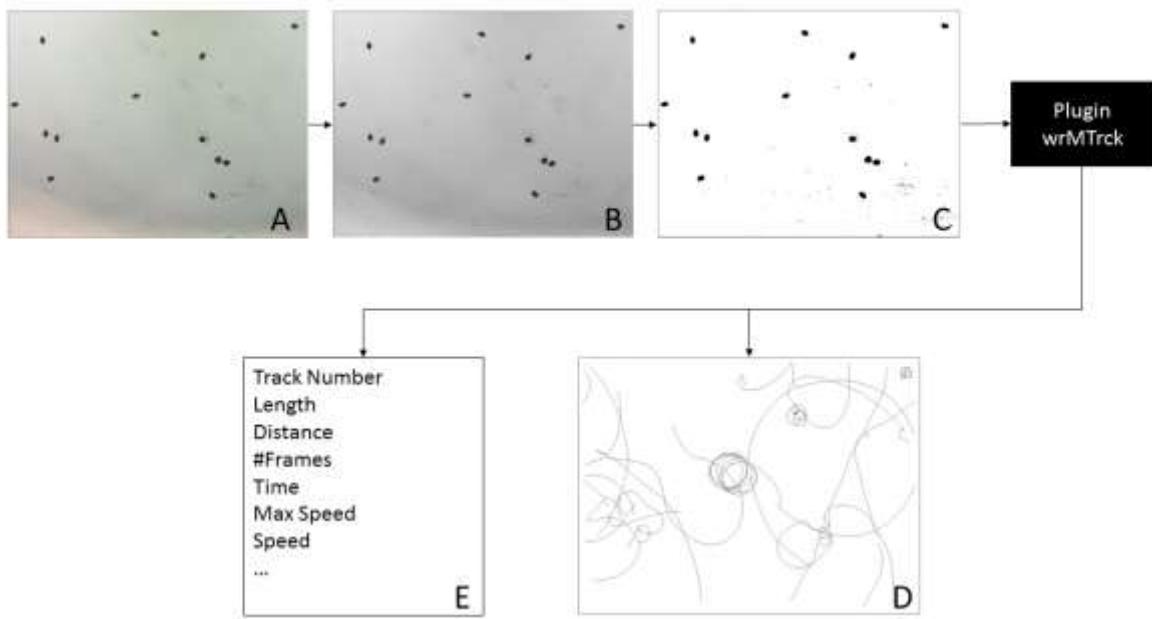 A
B
C
Plugin
wrMTrck
Track Number
Length
Distance
#Frames
Time
Max Speed
Speed
...
E
D